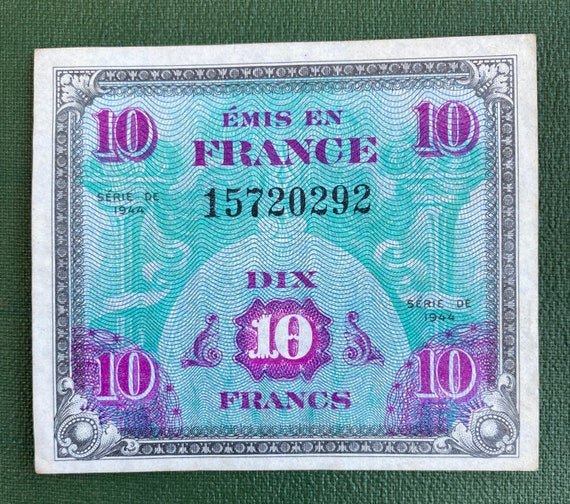 10 ÉMIS EN 10
FRANCE
SÉRIE DE
1944
15720292
DIX
SÉRIE DE
1944
10 10 10
FRANCS